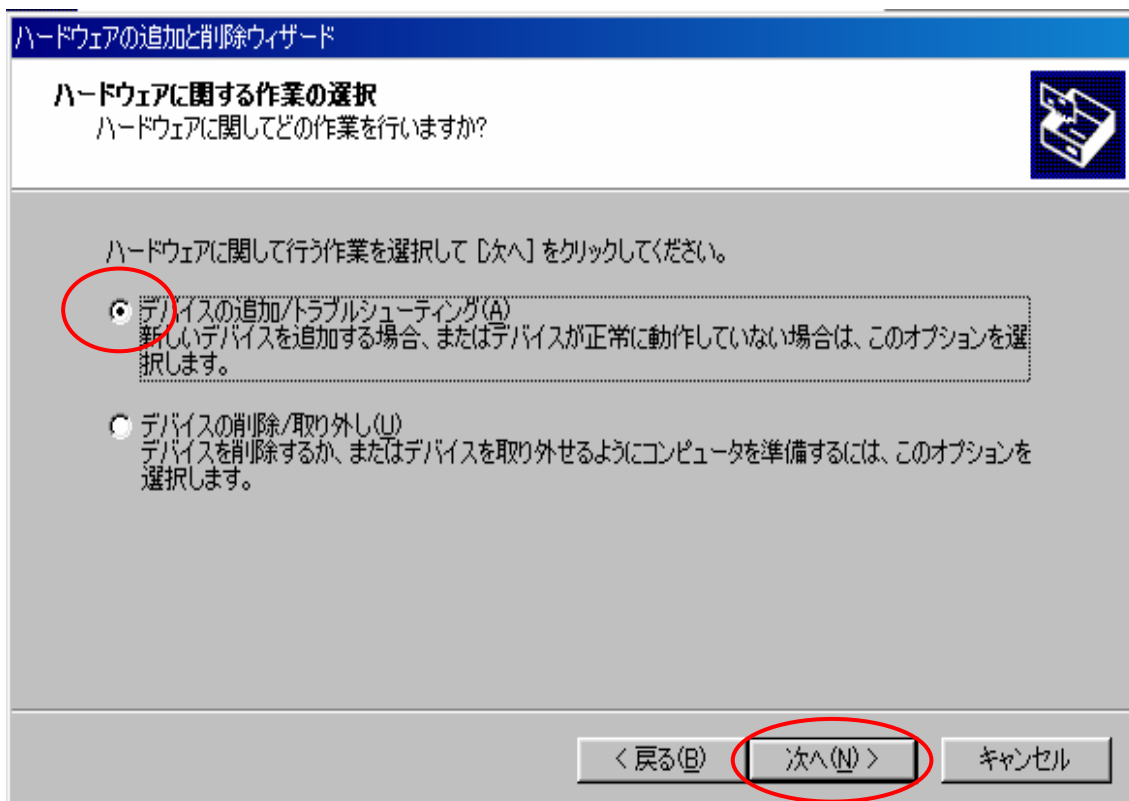 ハードウェアの追加と削除ウィザード
ハードウェアに関する作業の選択
ハードウェアに関してどの作業を行いますか?
ハードウェアに関して行う作業を選択して [次へ] をクリックしてください。
デバイスの追加/トラブルシューティング(A)
新しいデバイスを追加する場合、またはデバイスが正常に動作していない場合は、このオプションを選
択します。
デバイスの削除/取り外し(U)
デバイスを削除するか、またはデバイスを取り外せるようにコンピュータを準備するには、このオプションを
選択します。
< 戻る(B) 次へ(N) > キャンセル